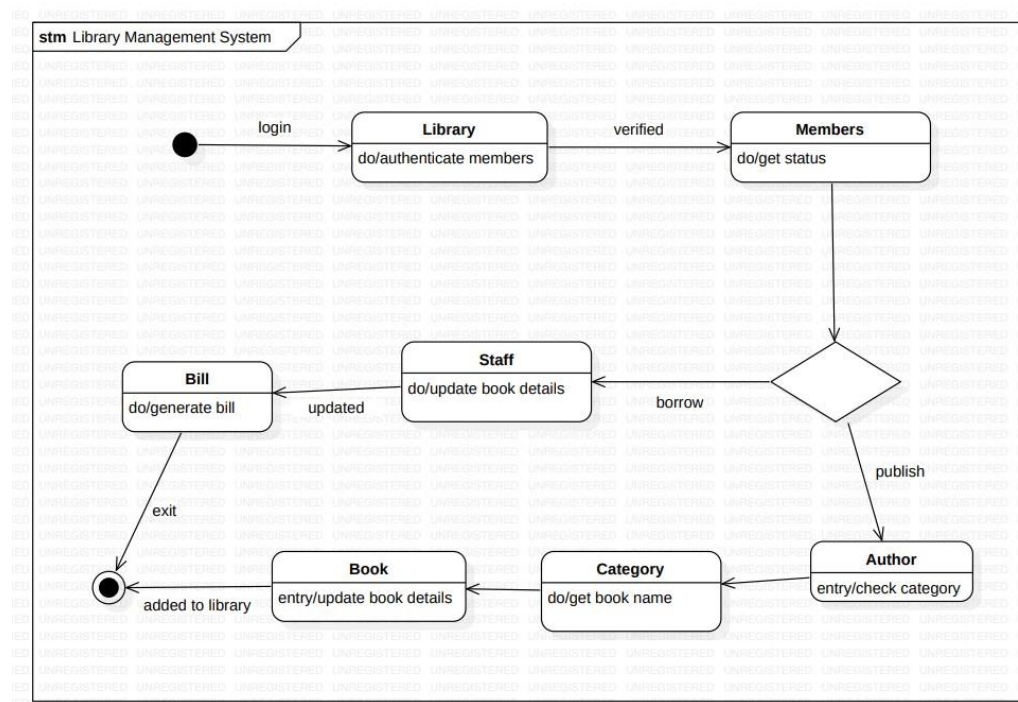 stm Library Management System
login
Library
do/authenticate members
verified
Members
do/get status
Bill
do/generate bill
updated
Staff
do/update book details
borrow
publish
exit
added to library
Book
entry/update book details
Category
do/get book name
Author
entry/check category
UNREGISTERED